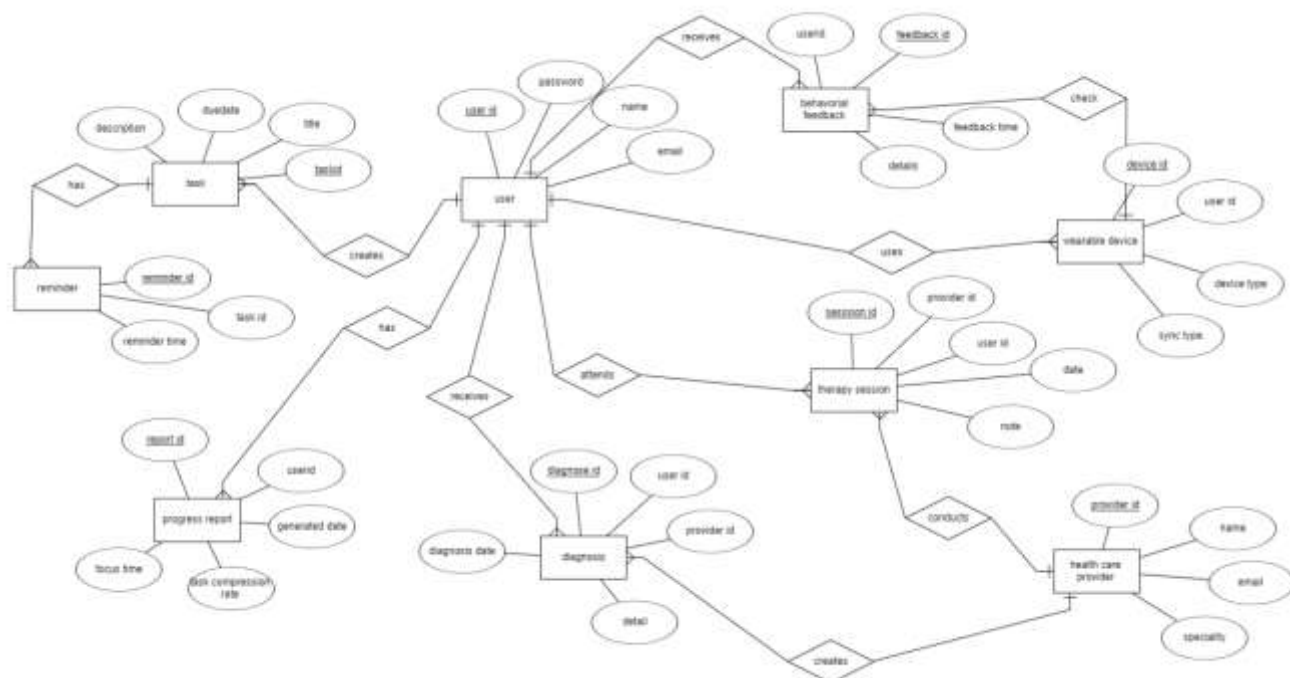 receives
userid
feedback id
password
name
user id
email
behavorial
feedback
check
feedback time
details
duedate
description
title
taskid
has
task
user
device id
user id
wearable device
uses
device type
sync type
creates
reminder
reminder id
task id
reminder time
has
provider id
session id
user id
date
attends
therapy session
note
receives
report id
userid
progress report
generated date
focus time
task compression
rate
diagnose id
user id
provider id
diagnosis date
diagnosis
detail
conducts
provider id
name
health care
provider
email
speciality
creates